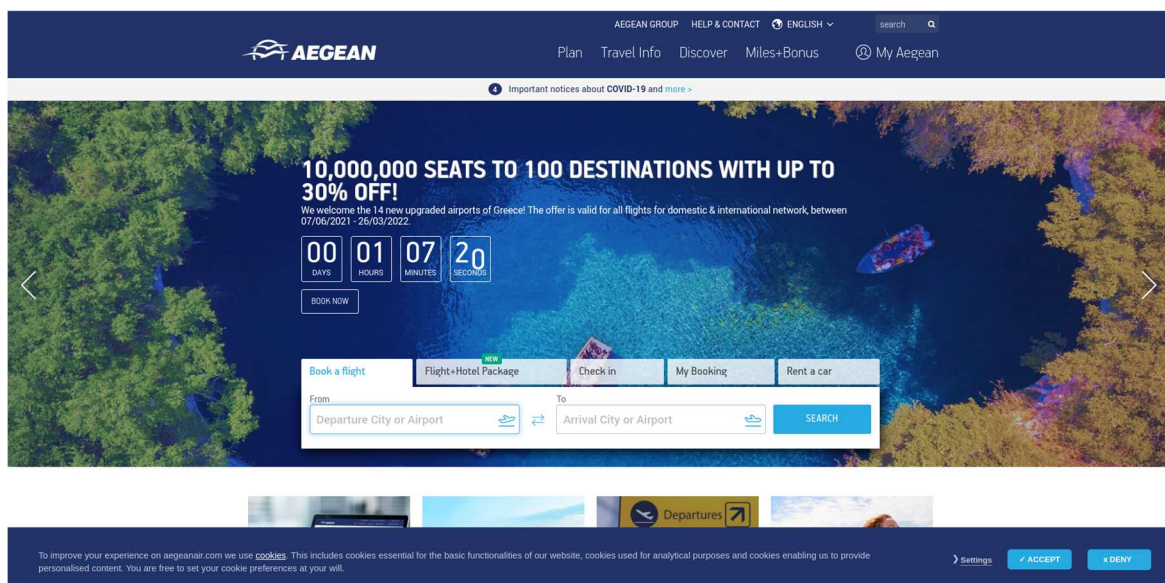 AEGEAN GROUP HELP & CONTACT ENGLISH search
AEGEAN
Plan Travel Info Discover Miles+Bonus My Aegean
4 Important notices about COVID-19 and more >
10,000,000 SEATS TO 100 DESTINATIONS WITH UP TO
30% OFF!
We welcome the 14 new upgraded airports of Greece! The offer is valid for all flights for domestic & international network, between
07/06/2021 - 26/03/2022.
00 01 07 20
DAYS HOURS MINUTES SECONDS
BOOK NOW
NEW
Book a flight Flight+Hotel Package Check in My Booking Rent a car
From To
Departure City or Airport Arrival City or Airport SEARCH
Departures
To improve your experience on aegeanair.com we use cookies. This includes cookies essential for the basic functionalities of our website, cookies used for analytical purposes and cookies enabling us to provide
personalised content. You are free to set your cookie preferences at your will.
Settings ✓ ACCEPT x DENY